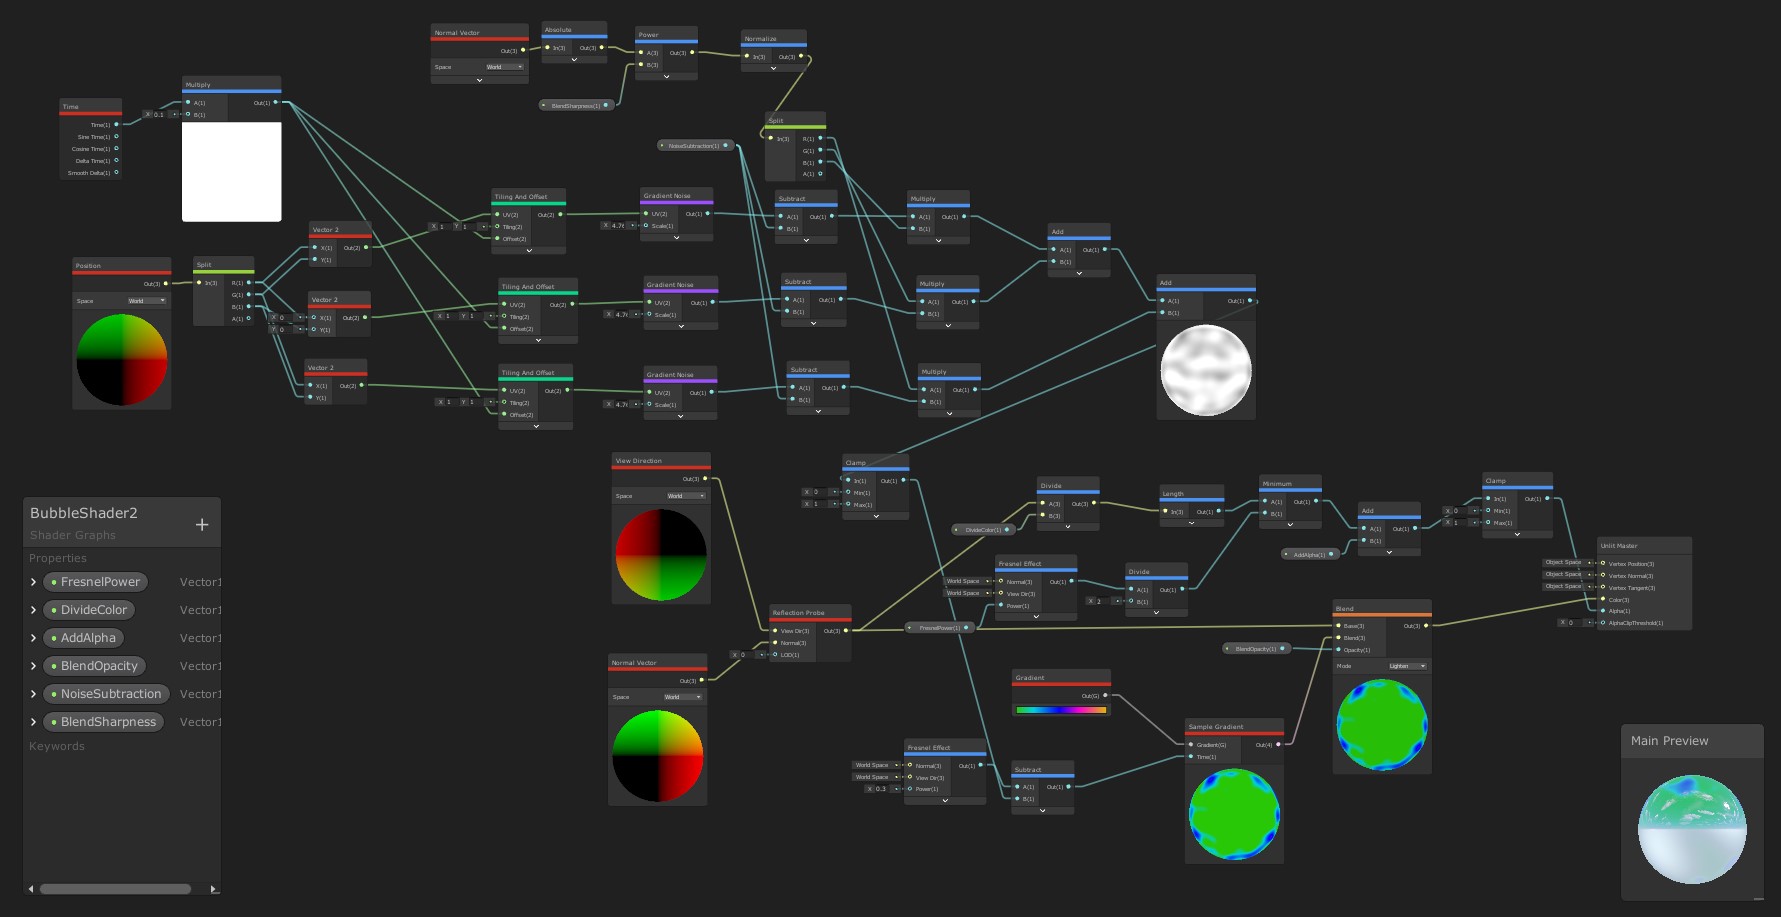 Normal Vector
Out(3)
Space World
Absolute
In(3) Out(3)
Power
A(3) Out(3)
B(3)
Normalize
In(3) Out(3)
BlendSharpness(1)
Time
Time(1)
Sine Time(1)
Cosine Time(1)
Delta Time(1)
Smooth Delta(1)
X 0.1
Multiply
A(1) Out(1)
B(1)
Split
In(3) R(1)
G(1)
B(1)
A(1)
NoiseSubtraction(1)
Position
Out(3)
Space World
Split
In(3) R(1)
G(1)
B(1)
A(1)
Vector 2
X(1) Out(2)
Y(1)
X 0
Y 0
Vector 2
X(1) Out(2)
Y(1)
Vector 2
X(1) Out(2)
Y(1)
Tiling And Offset
UV(2) Out(2)
X 1 Y 1 Tiling(2)
Offset(2)
Gradient Noise
UV(2) Out(1)
X 4.7 Scale(1)
Subtract
A(1) Out(1)
B(1)
Multiply
A(1) Out(1)
B(1)
Tiling And Offset
UV(2) Out(2)
X 1 Y 1 Tiling(2)
Offset(2)
Gradient Noise
UV(2) Out(1)
X 4.7 Scale(1)
Subtract
A(1) Out(1)
B(1)
Multiply
A(1) Out(1)
B(1)
Tiling And Offset
UV(2) Out(2)
X 1 Y 1 Tiling(2)
Offset(2)
Gradient Noise
UV(2) Out(1)
X 4.7 Scale(1)
Subtract
A(1) Out(1)
B(1)
Multiply
A(1) Out(1)
B(1)
Add
A(1) Out(1)
B(1)
Add
A(1) Out(1)
B(1)
View Direction
Out(3)
Space World
Normal Vector
Out(3)
Space World
Clamp
In(1) Out(1)
X 0 Min(1)
X 1 Max(1)
Reflection Probe
View Dir(3) Out(3)
Normal(3)
X 0 LOD(1)
DivideColor(1)
Divide
A(3) Out(3)
B(3)
Length
In(3) Out(1)
Minimum
A(1) Out(1)
B(1)
AddAlpha(1)
Add
A(1) Out(1)
B(1)
Clamp
In(1) Out(1)
X 0 Min(1)
X 1 Max(1)
Fresnel Effect
World Space Normal(3) Out(1)
World Space View Dir(3)
Power(1)
FresnelPower(1)
Divide
A(1) Out(1)
X 2 B(1)
Unlit Master
Object Space Vertex Position(3)
Object Space Vertex Normal(3)
Object Space Vertex Tangent(3)
Color(3)
Alpha(1)
X 0 AlphaClipThreshold(1)
Blend
Base(3) Out(3)
Blend(3)
Opacity(1)
Mode Lighten
BlendOpacity(1)
Gradient
Out(G)
Sample Gradient
Gradient(G) Out(4)
Time(1)
Fresnel Effect
World Space Normal(3) Out(1)
World Space View Dir(3)
X 0.3 Power(1)
Subtract
A(1) Out(1)
B(1)
BubbleShader2
Shader Graphs
Properties
FresnelPower Vector1
DivideColor Vector1
AddAlpha Vector1
BlendOpacity Vector1
NoiseSubtraction Vector1
BlendSharpness Vector1
Keywords
Main Preview